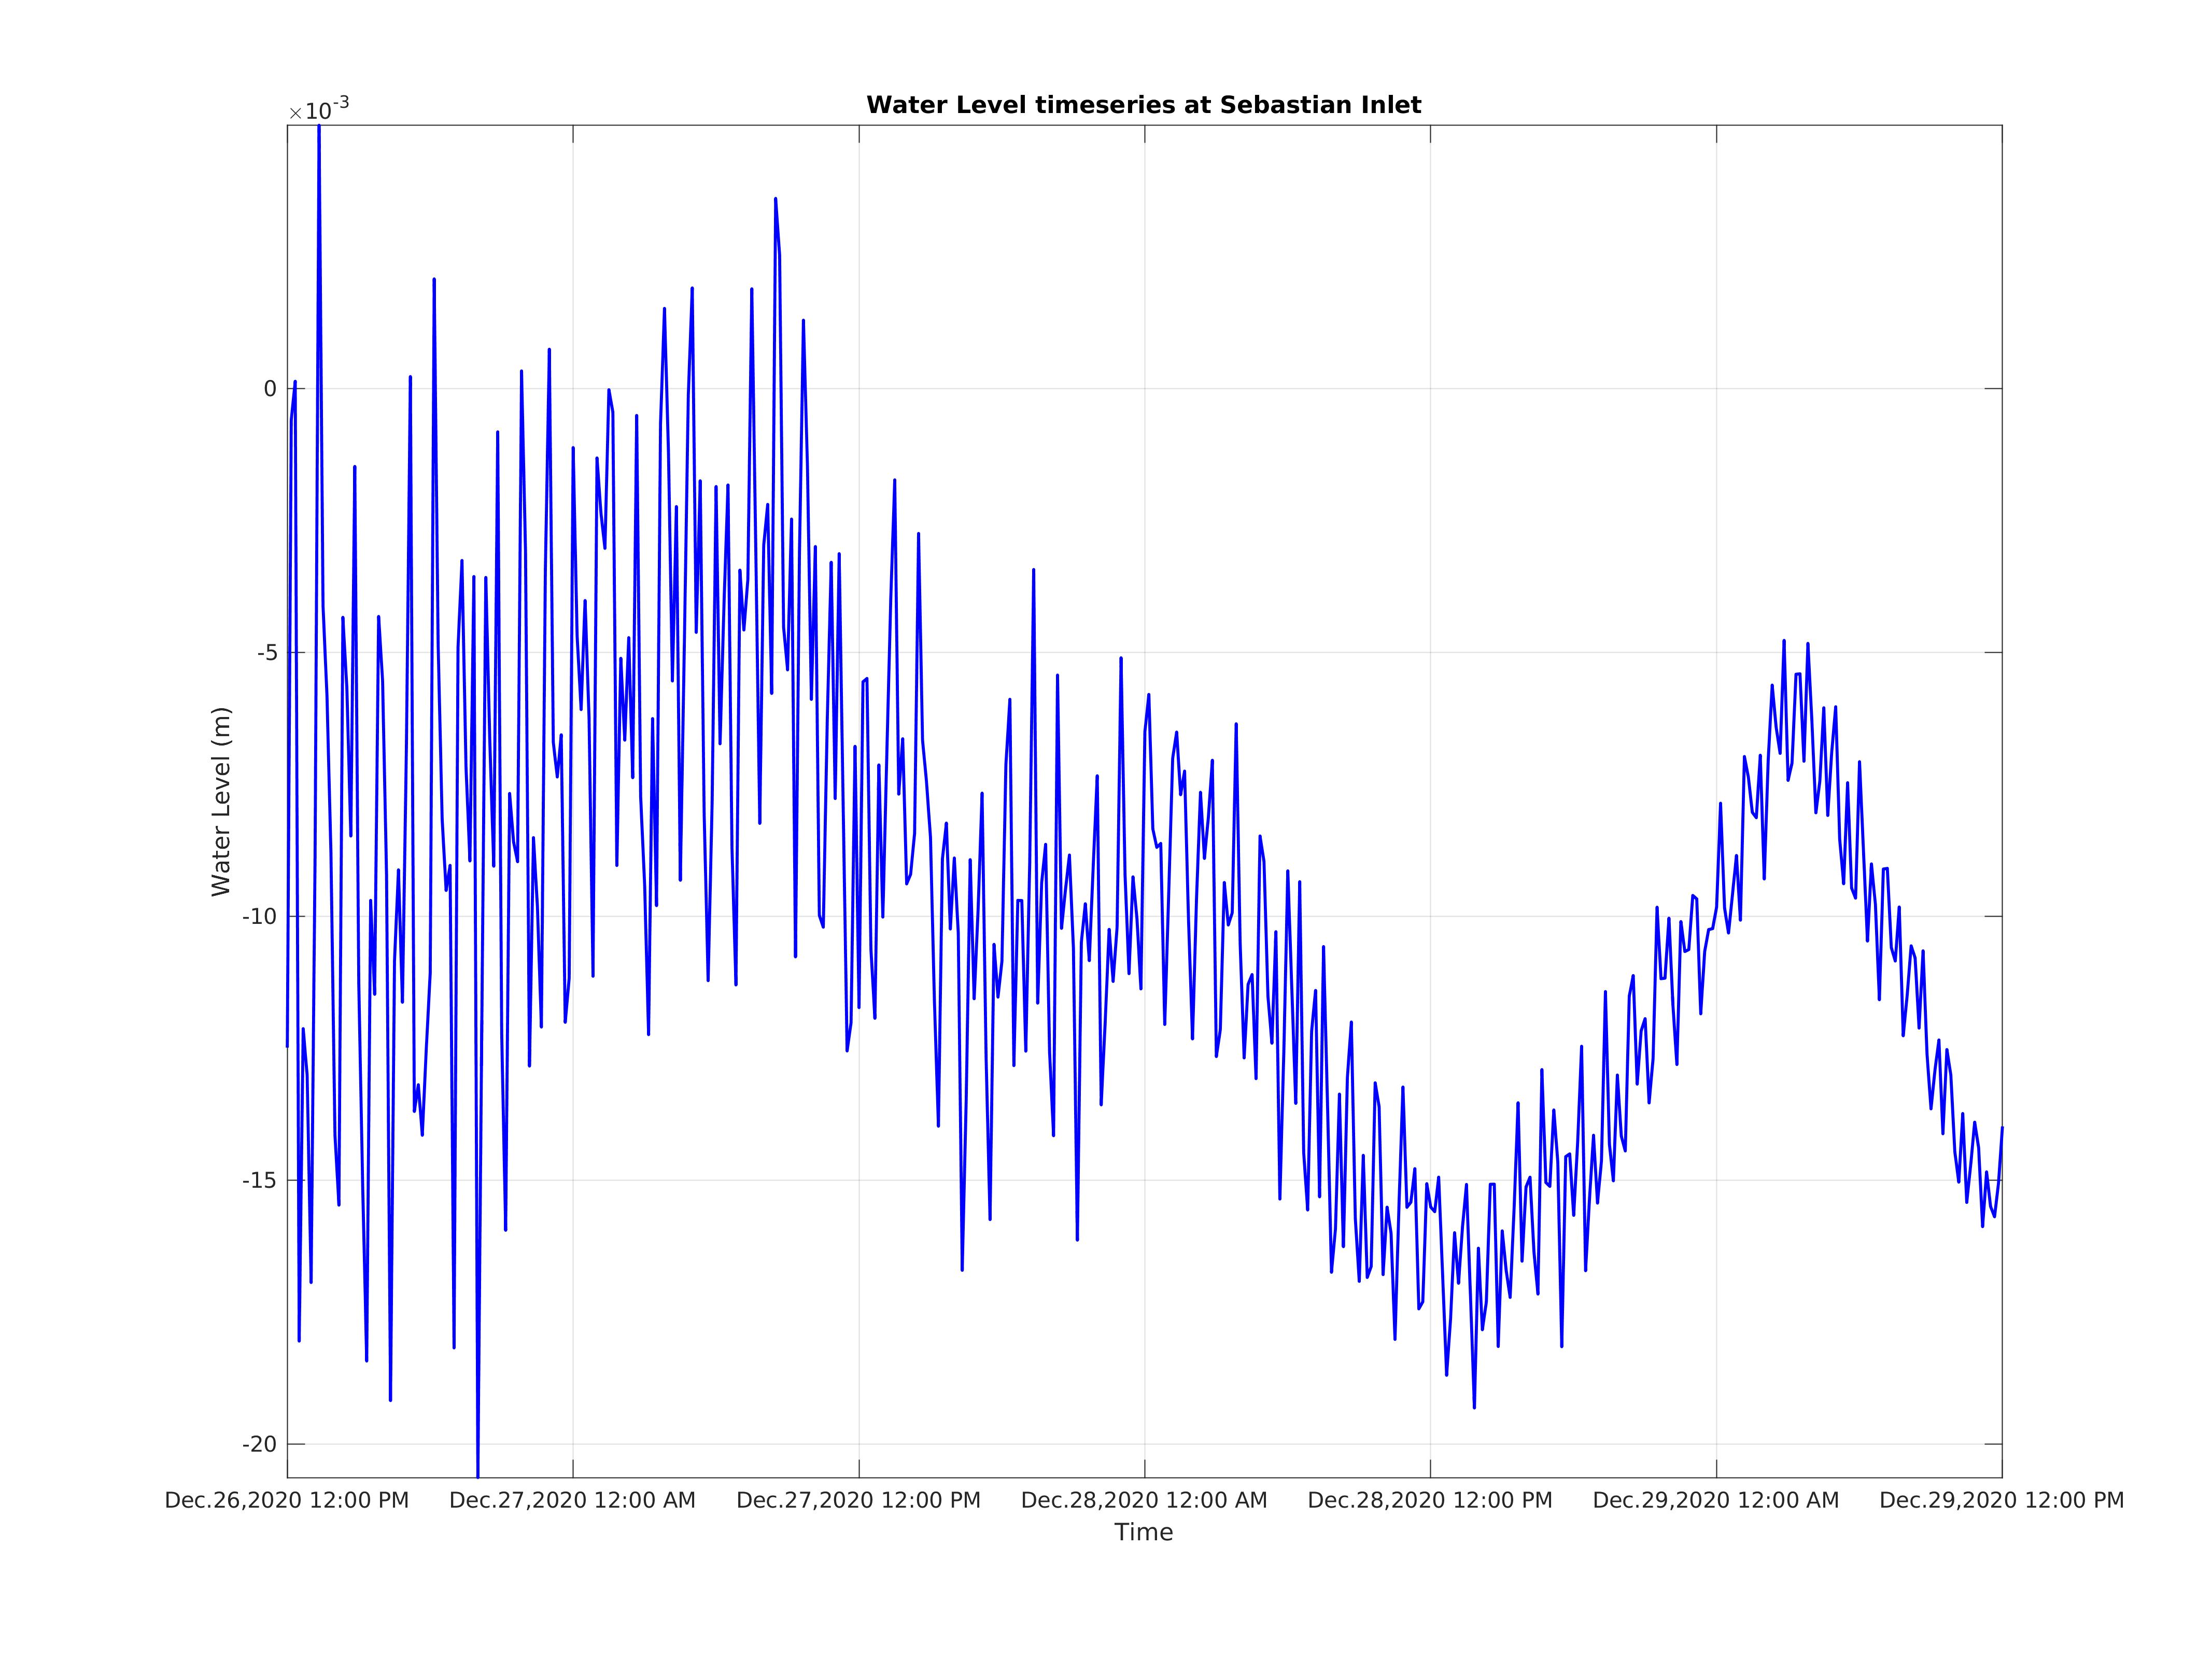 ×10-3
Water Level timeseries at Sebastian Inlet
0
-5
-10
-15
-20
Water Level (m)
Dec.26,2020 12:00 PM Dec.27,2020 12:00 AM Dec.27,2020 12:00 PM Dec.28,2020 12:00 AM Dec.28,2020 12:00 PM Dec.29,2020 12:00 AM Dec.29,2020 12:00 PM
Time